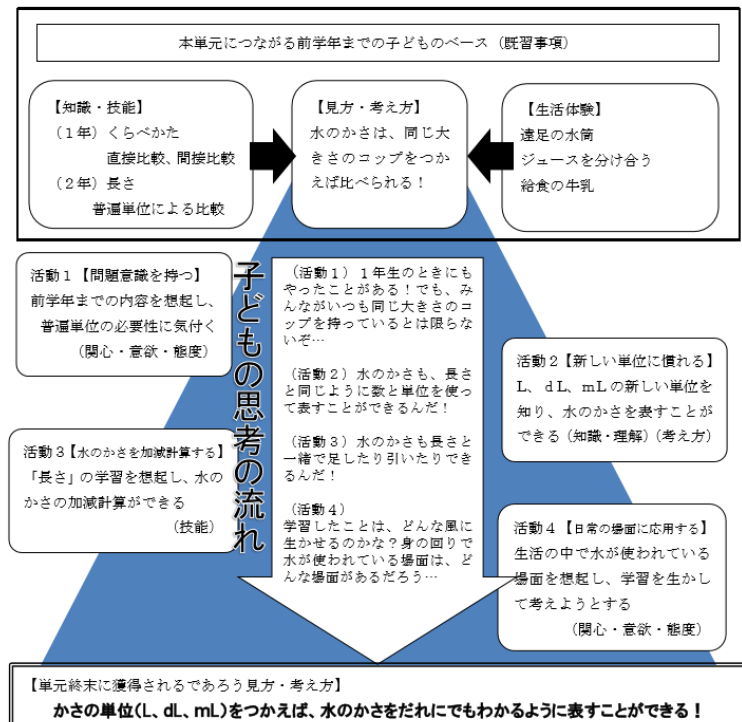 本単元につながる前学年までの子どものベース（既習事項）
【知識・技能】
（１年）くらべかた
直接比較、間接比較
（２年）長さ
普遍単位による比較
【見方・考え方】
水のかさは、同じ大
きさのコップをつか
えば比べられる！
【生活体験】
遠足の水筒
ジュースを分け合う
給食の牛乳
活動１【問題意識を持つ】
前学年までの内容を想起し、
普遍単位の必要性に気付く
（関心・意欲・態度）
子どもの思考の流れ
（活動１）１年生のときにも
やったことがある！でも、み
んながいつも同じ大きさのコ
ップを持っているとは限らな
いぞ…
（活動２）水のかさも、長さ
と同じように数と単位を使っ
て表すことができるんだ！
（活動３）水のかさも長さと
一緒で足したり引いたりでき
るんだ！
（活動４）
学習したことは、どんな風に
生かせるのかな？身の回りで
水が使われている場面は、ど
んな場面があるだろう…
活動２【新しい単位に慣れる】
L、dL、mLの新しい単位を
知り、水のかさを表すことが
できる（知識・理解）（考え方）
活動３【水のかさを加減計算する】
「長さ」の学習を想起し、水の
かさの加減計算ができる
（技能）
活動４【日常の場面に応用する】
生活の中で水が使われている
場面を想起し、学習を生かし
て考えようとする
（関心・意欲・態度）
【単元終末に獲得されるであろう見方・考え方】
かさの単位(L、dL、mL)をつかえば、水のかさをだれにでもわかるように表すことができる！